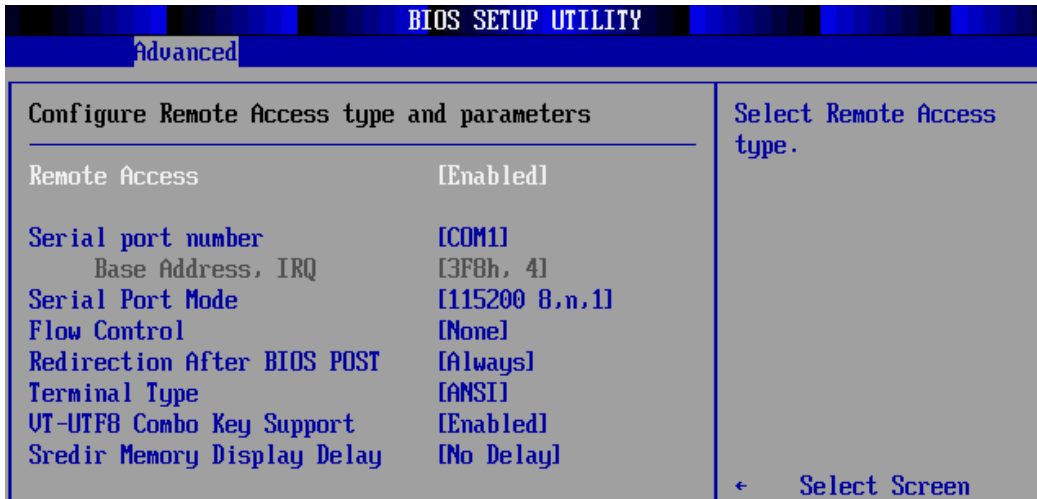 BIOS SETUP UTILITY
Advanced
Configure Remote Access type and parameters
Remote Access [Enabled]
Serial port number [COM1]
Base Address, IRQ [3F8h, 4]
Serial Port Mode [115200 8,n,1]
Flow Control [None]
Redirection After BIOS POST [Always]
Terminal Type [ANSI]
VT-UTF8 Combo Key Support [Enabled]
Sredir Memory Display Delay [No Delay]
Select Remote Access
type.
← Select Screen